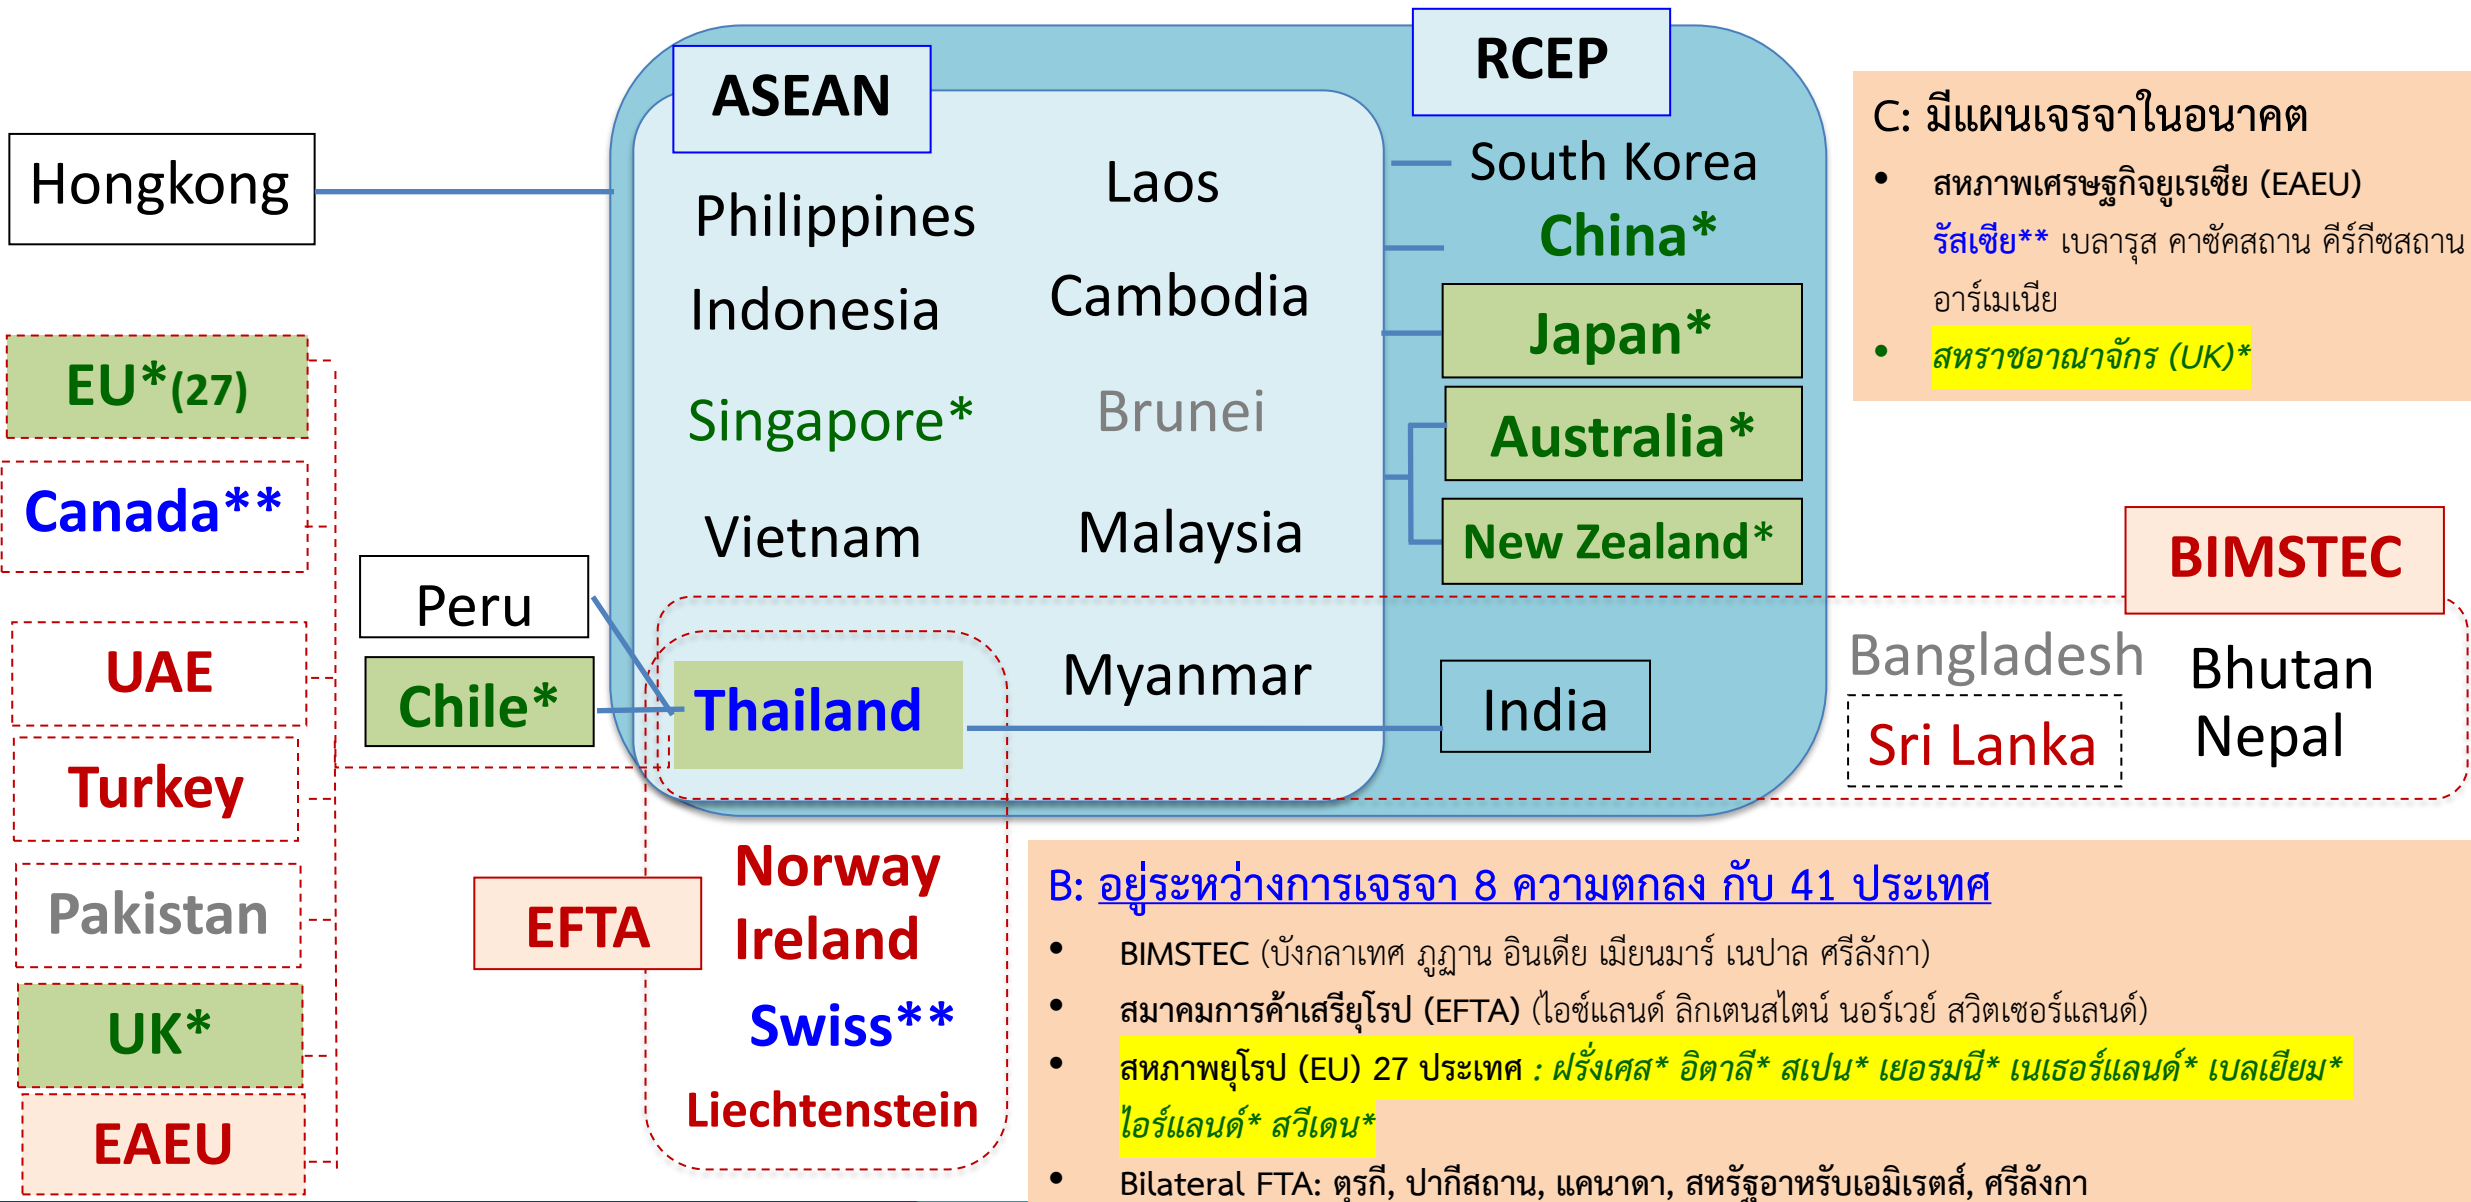 ASEAN
RCEP
Hongkong
Philippines
Indonesia
Singapore*
Vietnam
Thailand
Laos
Cambodia
Brunei
Malaysia
Myanmar
South Korea
China*
Japan*
Australia*
New Zealand*
India
C: มีแผนเจรจาในอนาคต
• สหภาพเศรษฐกิจยูเรเซีย (EAEU)
รัสเซีย** เบลารุส คาซัคสถาน คีร์กีซสถาน
อาร์เมเนีย
• สหราชอาณาจักร (UK)*
EU*(27)
Canada**
UAE
Turkey
Pakistan
UK*
EAEU
Peru
Chile*
BIMSTEC
Bangladesh
Sri Lanka
Bhutan
Nepal
EFTA
Norway
Ireland
Swiss**
Liechtenstein
B: อยู่ระหว่างการเจรจา 8 ความตกลง กับ 41 ประเทศ
• BIMSTEC (บังกลาเทศ ภูฏาน อินเดีย เมียนมาร์ เนปาล ศรีลังกา)
• สมาคมการค้าเสรียุโรป (EFTA) (ไอซ์แลนด์ ลิกเตนสไตน์ นอร์เวย์ สวิตเซอร์แลนด์)
• สหภาพยุโรป (EU) 27 ประเทศ : ฝรั่งเศส* อิตาลี* สเปน* เยอรมนี* เนเธอร์แลนด์* เบลเยียม*
ไอร์แลนด์* สวีเดน*
• Bilateral FTA: ตุรกี, ปากีสถาน, แคนาดา, สหรัฐอาหรับเอมิเรตส์, ศรีลังกา